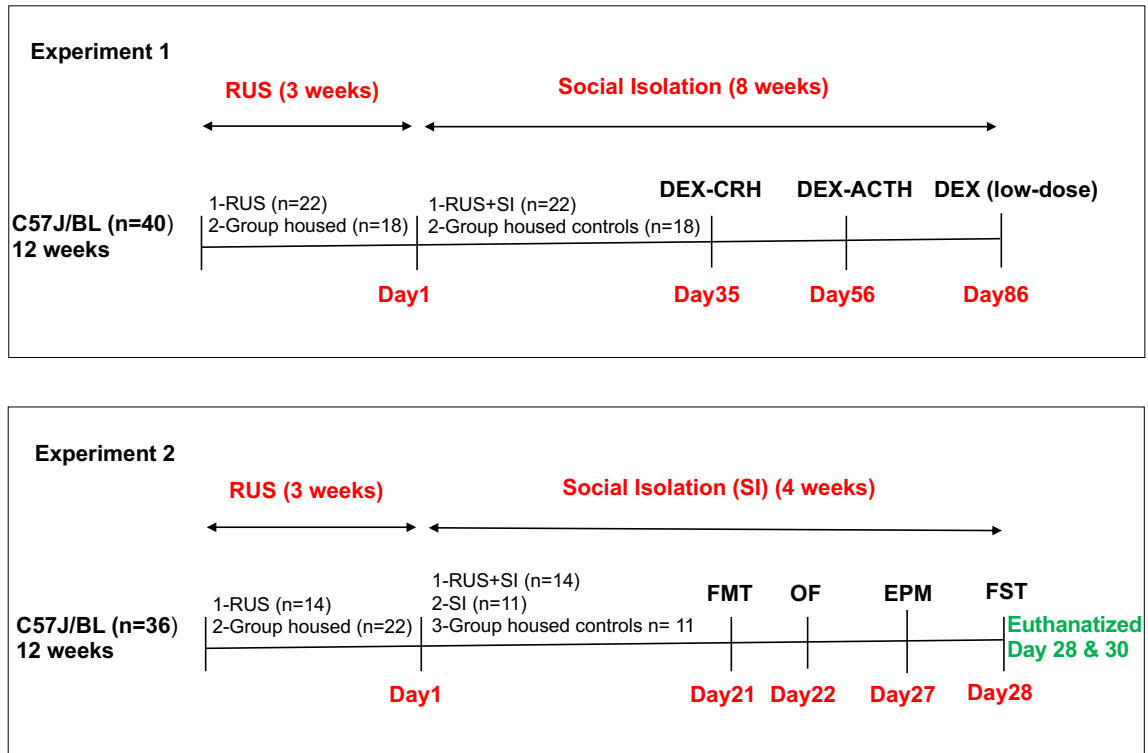 Experiment 1
RUS (3 weeks)
Social Isolation (8 weeks)
DEX-CRH
DEX-ACTH
DEX (low-dose)
1-RUS (n=22)
2-Group housed (n=18)
1-RUS+SI (n=22)
2-Group housed controls (n=18)
C57J/BL (n=40)
12 weeks
Day1
Day35
Day56
Day86
Experiment 2
RUS (3 weeks)
Social Isolation (SI) (4 weeks)
1-RUS (n=14)
2-Group housed (n=22)
1-RUS+SI (n=14)
2-SI (n=11)
3-Group housed controls n= 11
FMT
OF
EPM
FST
C57J/BL (n=36)
12 weeks
Euthanatized
Day 28 & 30
Day1
Day21
Day22
Day27
Day28